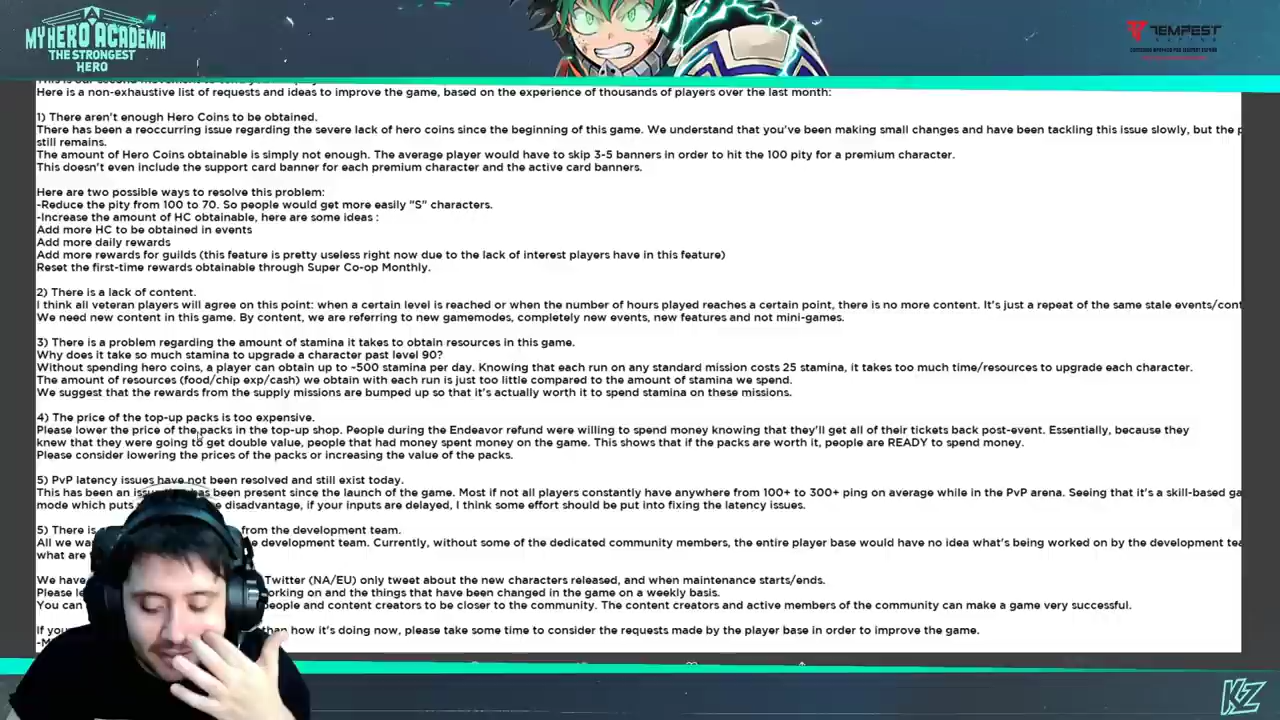 MY HERO ACADEMIA
THE STRONGEST
HERO
TEMPEST
Here is a non-exhaustive list of requests and ideas to improve the game, based on the experience of thousands of players over the last month:
1) There aren't enough Hero Coins to be obtained.
There has been a reoccurring issue regarding the severe lack of hero coins since the beginning of this game. We understand that you've been making small changes and have been tackling this issue slowly, but the p
still remains.
The amount of Hero Coins obtainable is simply not enough. The average player would have to skip 3-5 banners in order to hit the 100 pity for a premium character.
This doesn't even include the support card banner for each premium character and the active card banners.
Here are two possible ways to resolve this problem:
-Reduce the pity from 100 to 70. So people would get more easily "S" characters.
-Increase the amount of HC obtainable, here are some ideas :
Add more HC to be obtained in events
Add more daily rewards
Add more rewards for guilds (this feature is pretty useless right now due to the lack of interest players have in this feature)
Reset the first-time rewards obtainable through Super Co-op Monthly.
2) There is a lack of content.
I think all veteran players will agree on this point: when a certain level is reached or when the number of hours played reaches a certain point, there is no more content. It's just a repeat of the same stale events/cont
We need new content in this game. By content, we are referring to new gamemodes, completely new events, new features and not mini-games.
3) There is a problem regarding the amount of stamina it takes to obtain resources in this game.
Why does it take so much stamina to upgrade a character past level 90?
Without spending hero coins, a player can obtain up to ~500 stamina per day. Knowing that each run on any standard mission costs 25 stamina, it takes too much time/resources to upgrade each character.
The amount of resources (food/chip exp/cash) we obtain with each run is just too little compared to the amount of stamina we spend.
We suggest that the rewards from the supply missions are bumped up so that it's actually worth it to spend stamina on these missions.
4) The price of the top-up packs is too expensive.
Please lower the price of the packs in the top-up shop. People during the Endeavor refund were willing to spend money knowing that they'll get all of their tickets back post-event. Essentially, because they
knew that they were going to get double value, people that had money spent money on the game. This shows that if the packs are worth it, people are READY to spend money.
Please consider lowering the prices of the packs or increasing the value of the packs.
5) PvP latency issues have not been resolved and still exist today.
This has been an issu has been present since the launch of the game. Most if not all players constantly have anywhere from 100+ to 300+ ping on average while in the PvP arena. Seeing that it's a skill-based ga
mode which puts disadvantage, if your inputs are delayed, I think some effort should be put into fixing the latency issues.
5) There is from the development team.
All we wa development team. Currently, without some of the dedicated community members, the entire player base would have no idea what's being worked on by the development tea
what are
We have Twitter (NA/EU) only tweet about the new characters released, and when maintenance starts/ends.
Please le orking on and the things that have been changed in the game on a weekly basis.
You can people and content creators to be closer to the community. The content creators and active members of the community can make a game very successful.
If you than how it's doing now, please take some time to consider the requests made by the player base in order to improve the game.
KZ